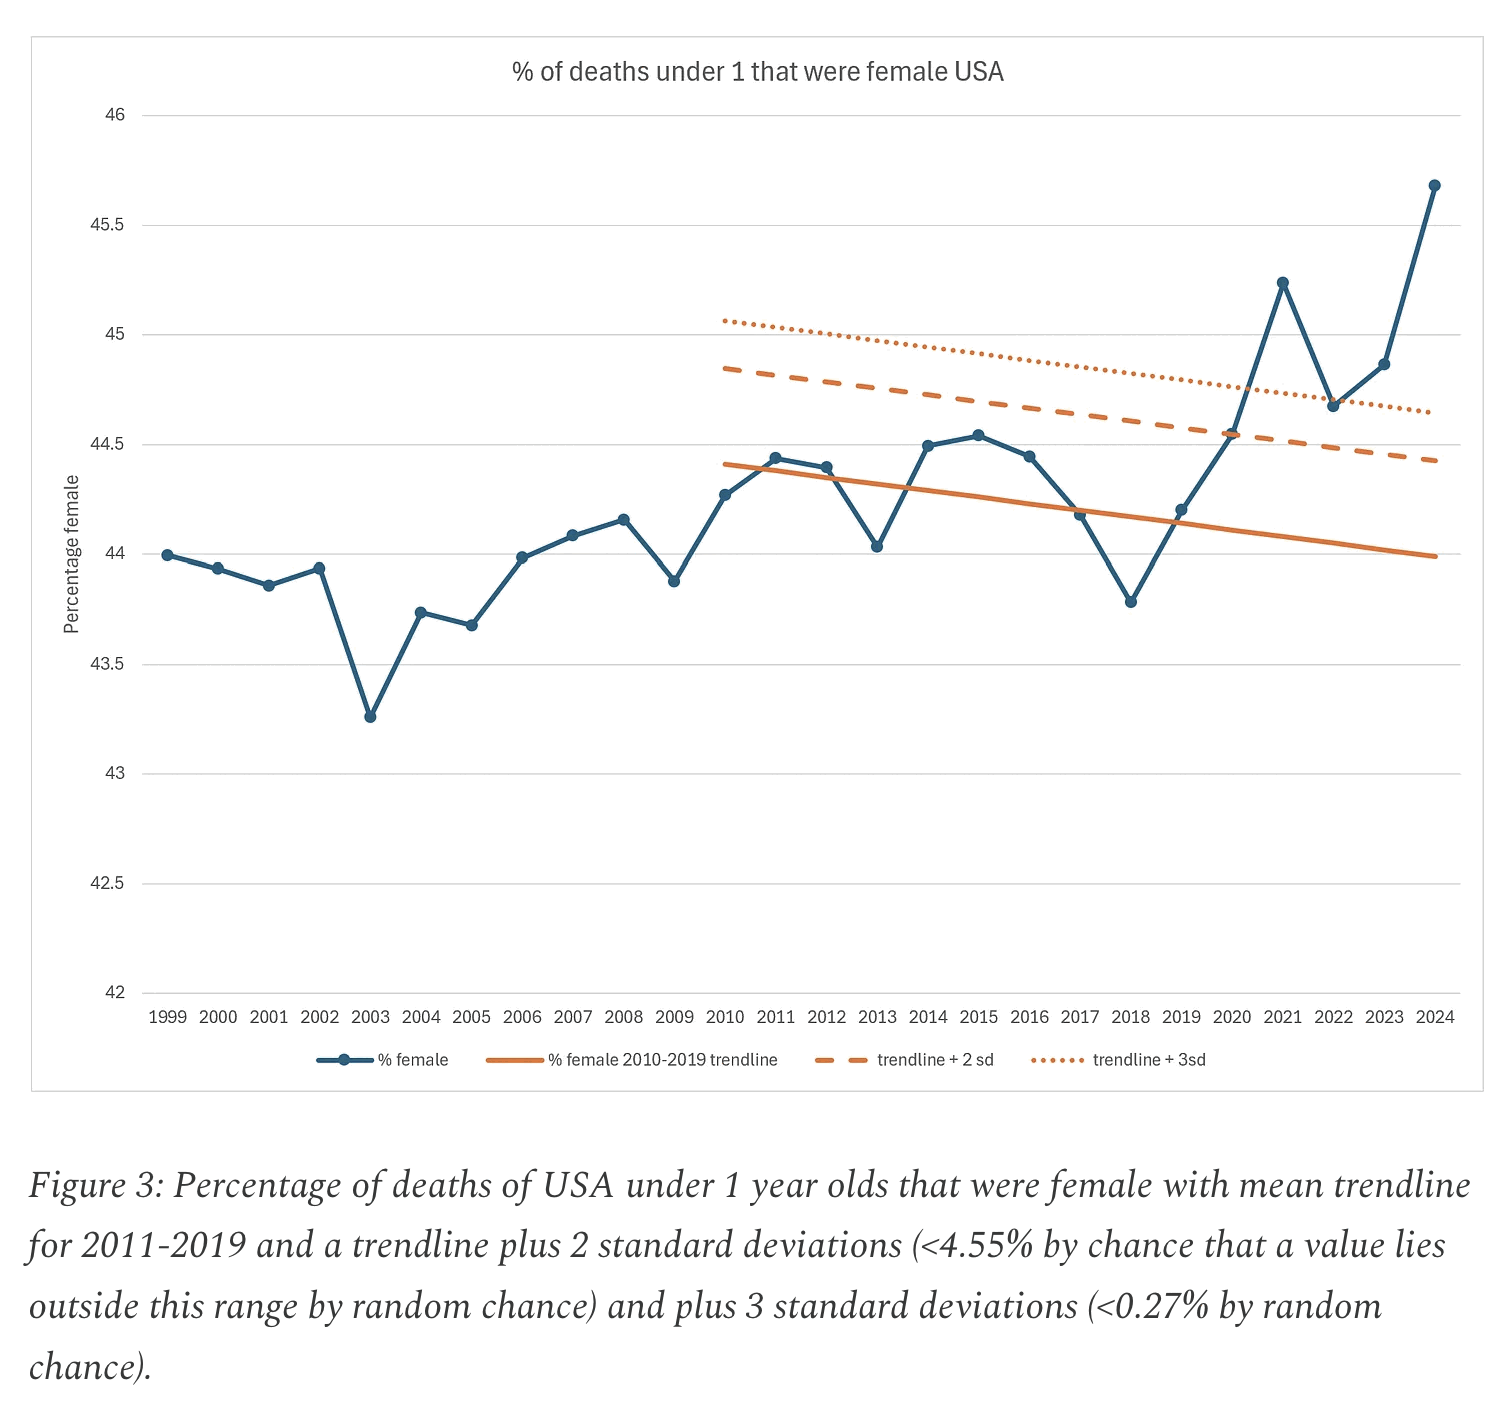 % of deaths under 1 that were female USA
46
45.5
45
44.5
44
43.5
43
42.5
42
Percentage female
1999 2000 2001 2002 2003 2004 2005 2006 2007 2008 2009 2010 2011 2012 2013 2014 2015 2016 2017 2018 2019 2020 2021 2022 2023 2024
% female % female 2010-2019 trendline trendline + 2 sd trendline + 3sd
Figure 3: Percentage of deaths of USA under 1 year olds that were female with mean trendline
for 2011-2019 and a trendline plus 2 standard deviations (<4.55% by chance that a value lies
outside this range by random chance) and plus 3 standard deviations (<0.27% by random
chance).